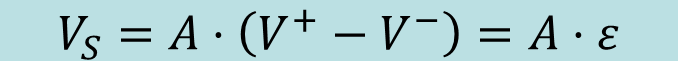 V_S = A · (V⁺ − V⁻) = A · ε